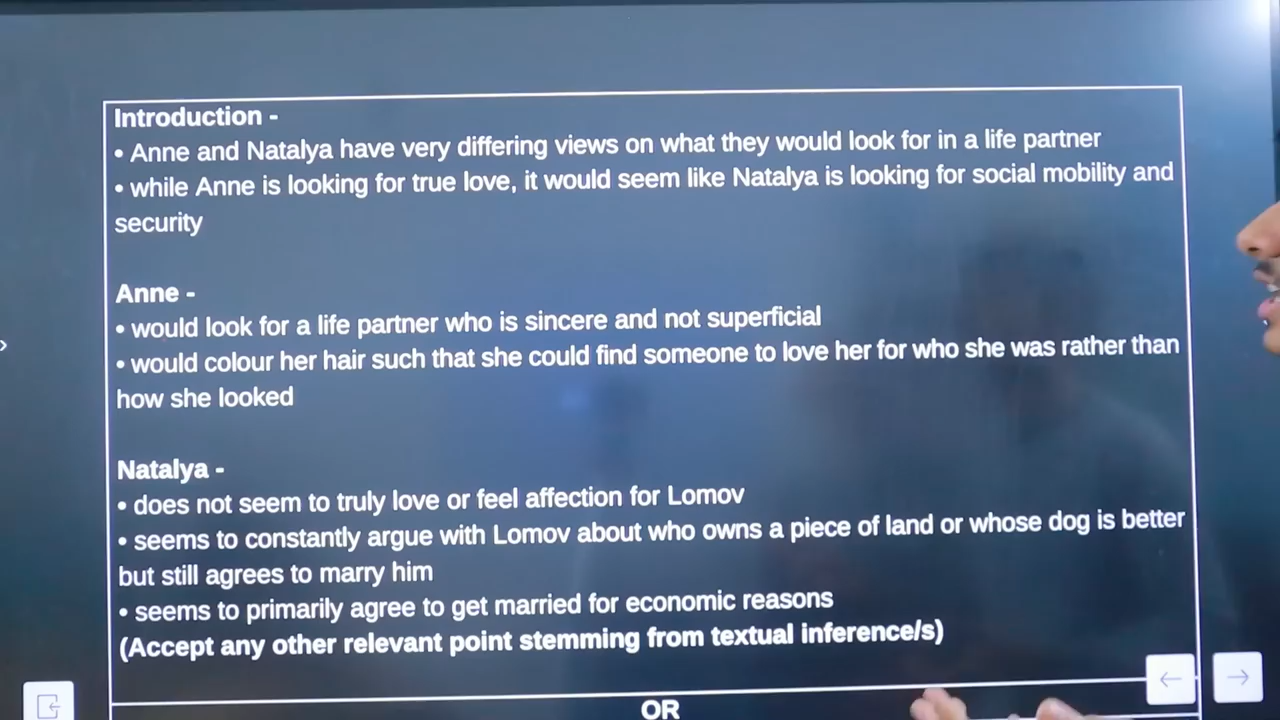 Introduction -
• Anne and Natalya have very differing views on what they would look for in a life partner
• while Anne is looking for true love, it would seem like Natalya is looking for social mobility and
security
Anne -
• would look for a life partner who is sincere and not superficial
• would colour her hair such that she could find someone to love her for who she was rather than
how she looked
Natalya -
• does not seem to truly love or feel affection for Lomov
• seems to constantly argue with Lomov about who owns a piece of land or whose dog is better
but still agrees to marry him
• seems to primarily agree to get married for economic reasons
(Accept any other relevant point stemming from textual inference/s)
OR